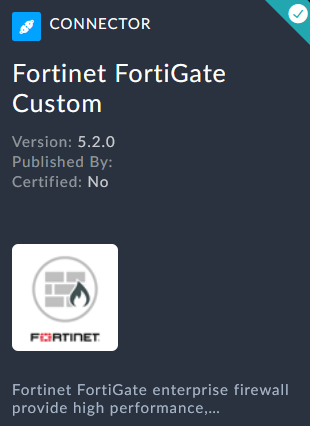 CONNECTOR
Fortinet FortiGate
Custom
Version: 5.2.0
Published By:
Certified: No
FORTINET
Fortinet FortiGate enterprise firewall
provide high performance,...